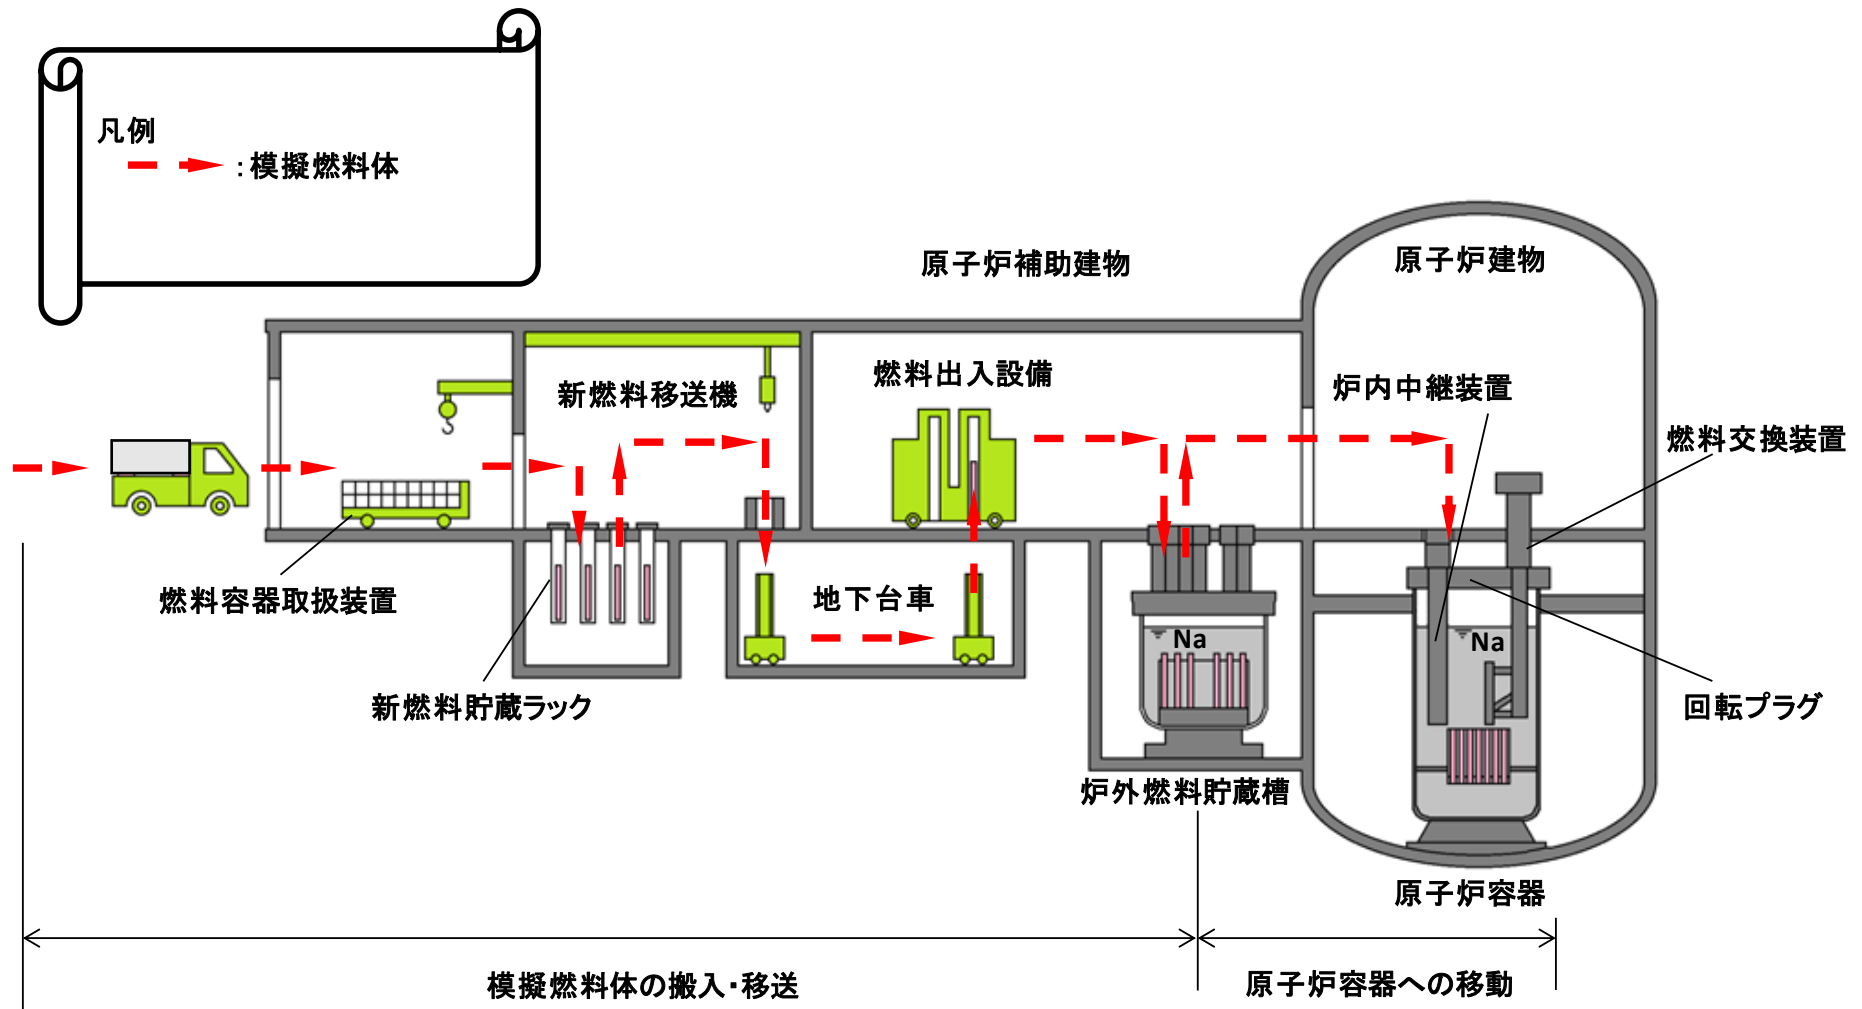 凡例
:模擬燃料体
原子炉補助建物
原子炉建物
新燃料移送機
燃料出入設備
炉内中継装置
燃料交換装置
燃料容器取扱装置
地下台車
Na
Na
新燃料貯蔵ラック
回転プラグ
炉外燃料貯蔵槽
原子炉容器
模擬燃料体の搬入・移送
原子炉容器への移動